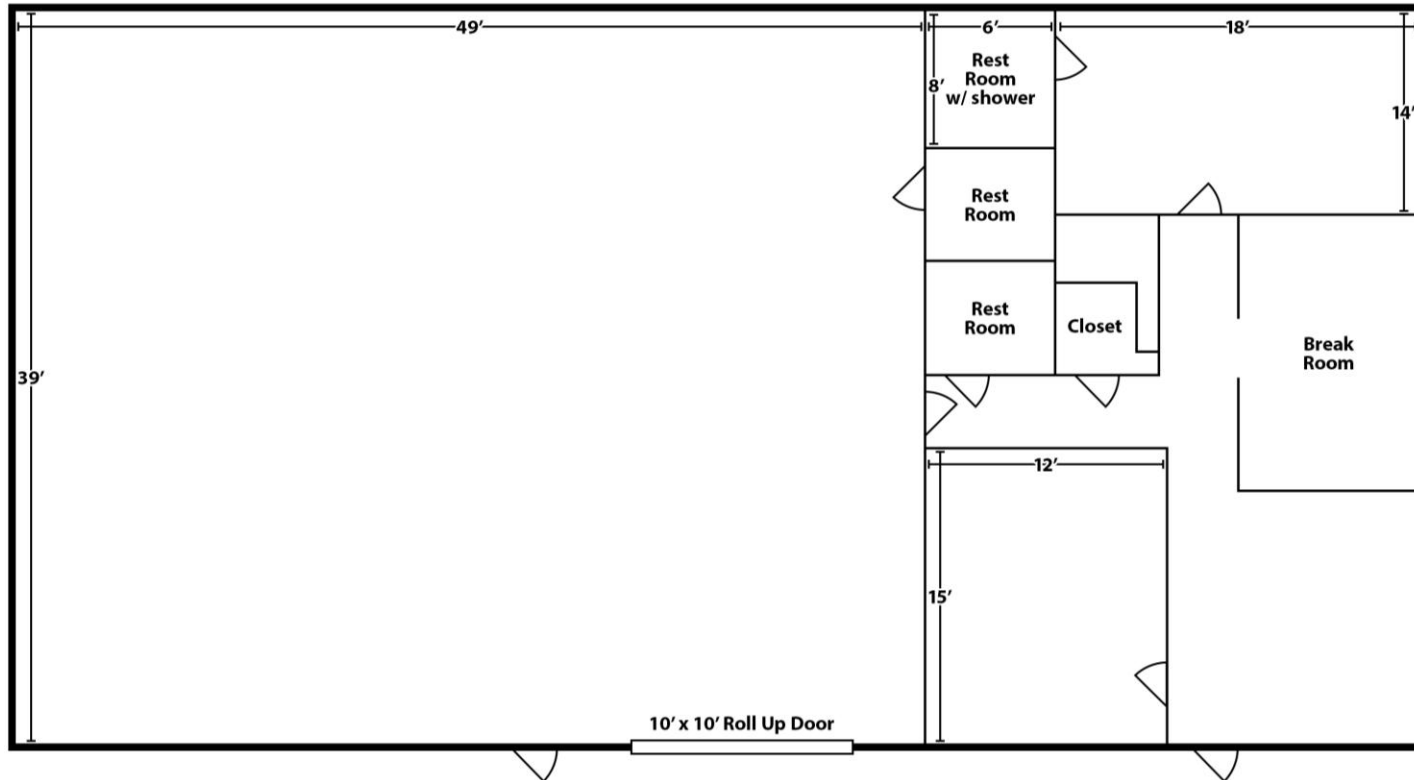 49′
6′
18′
Rest
Room
w/ shower
8′
14′
Rest
Room
Rest
Room
Closet
Break
Room
39′
12′
15′
10′ x 10′ Roll Up Door